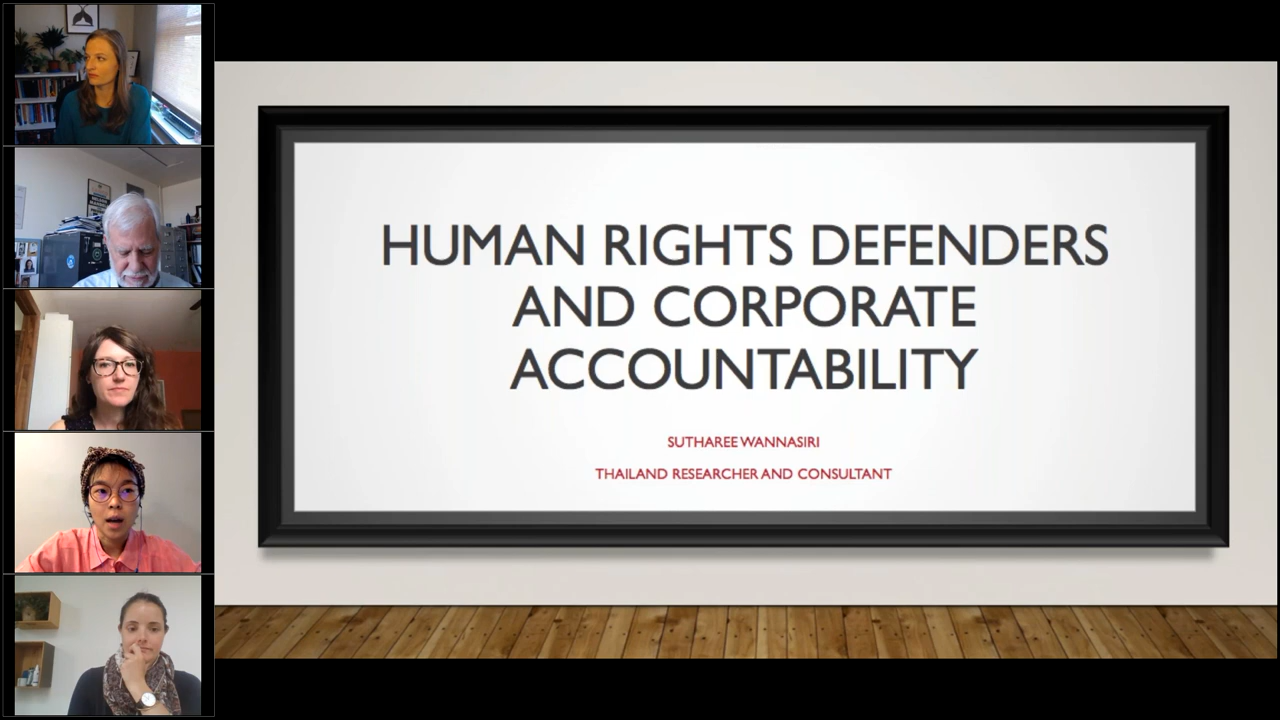 HUMAN RIGHTS DEFENDERS
AND CORPORATE
ACCOUNTABILITY
SUTHAREE WANNASIRI
THAILAND RESEARCHER AND CONSULTANT